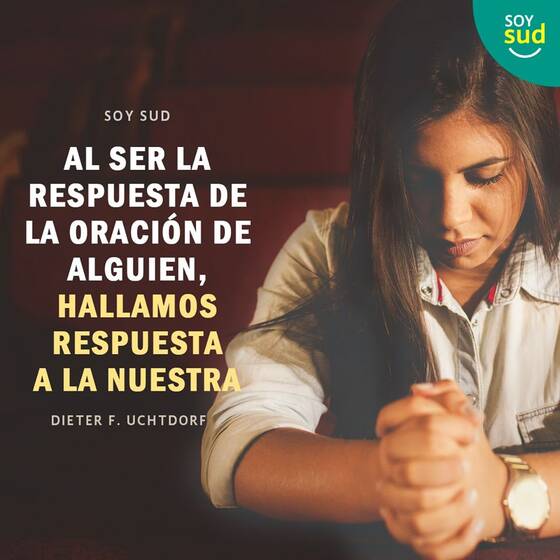 SOY
sud
SOY SUD
AL SER LA
RESPUESTA DE
LA ORACIÓN DE
ALGUIEN,
HALLAMOS
RESPUESTA
A LA NUESTRA
DIETER F. UCHTDORF